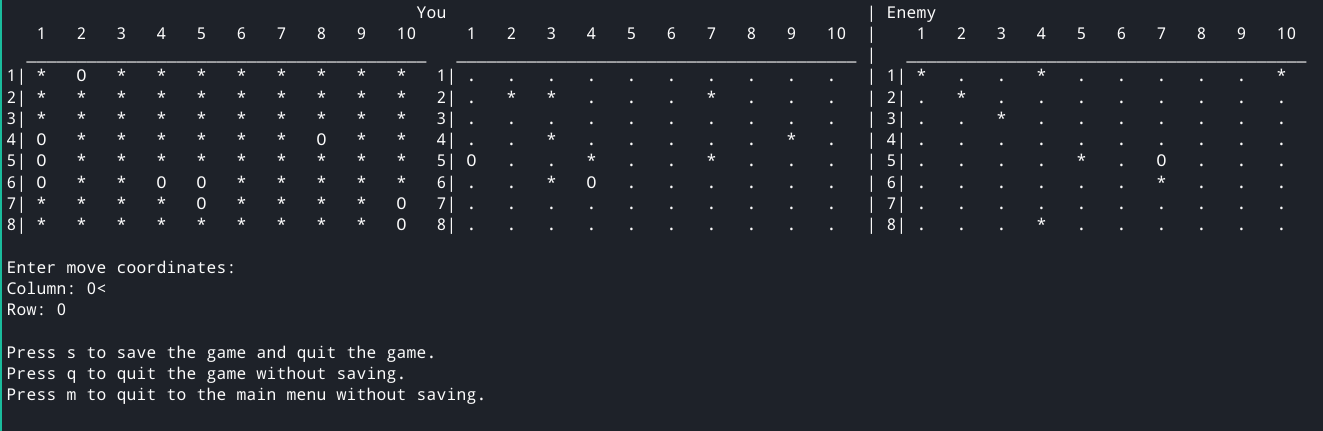 You | Enemy
1 2 3 4 5 6 7 8 9 10 1 2 3 4 5 6 7 8 9 10 | 1 2 3 4 5 6 7 8 9 10
________________________________________ ________________________________________ | ________________________________________
1| * O * * * * * * * * 1| . . . . . . . . . . | 1| * . . * . . . . . *
2| * * * * * * * * * * 2| . * * . . . * . . . | 2| . * . . . . . . . .
3| * * * * * * * * * * 3| . . . . . . . . . . | 3| . . * . . . . . . .
4| O * * * * * * O * * 4| . . * . . . . . * . | 4| . . . . . . . . . .
5| O * * * * * * * * * 5| O . . * . . * . . . | 5| . . . . * . O . . .
6| O * * O O * * * * * 6| . . * O . . . . . . | 6| . . . . . . * . . .
7| * * * * O * * * * O 7| . . . . . . . . . . | 7| . . . . . . . . . .
8| * * * * * * * * * O 8| . . . . . . . . . . | 8| . . . * . . . . . .
Enter move coordinates:
Column: 0<
Row: 0
Press s to save the game and quit the game.
Press q to quit the game without saving.
Press m to quit to the main menu without saving.